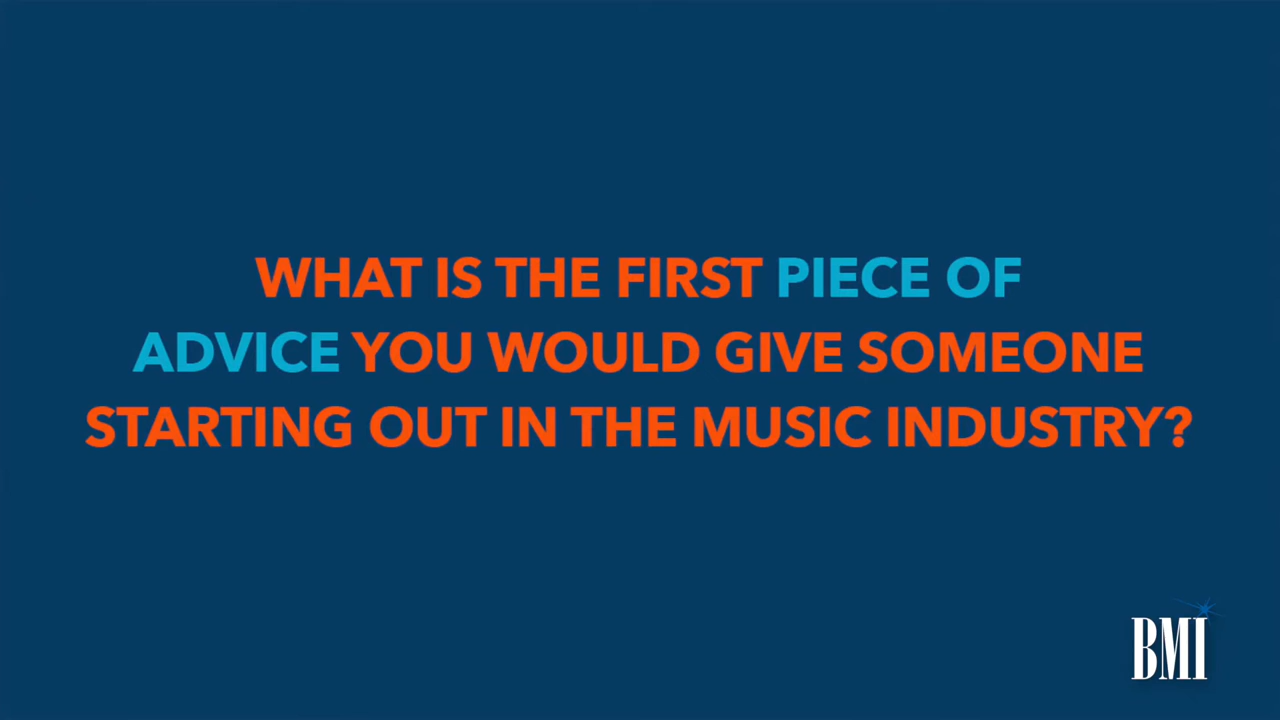 WHAT IS THE FIRST PIECE OF
ADVICE YOU WOULD GIVE SOMEONE
STARTING OUT IN THE MUSIC INDUSTRY?
BMI